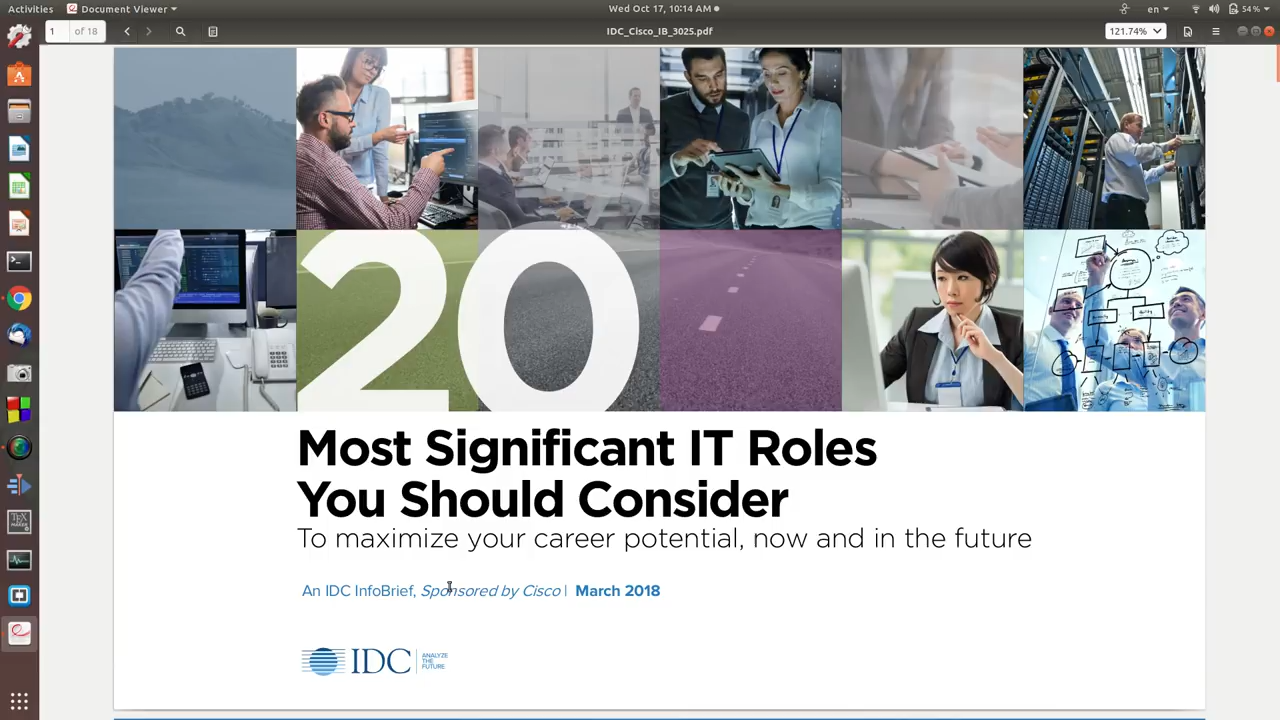 Activities
Document Viewer
Wed Oct 17, 10:14 AM
en
54 %
1
of 18
IDC_Cisco_IB_3025.pdf
121.74%
20
Most Significant IT Roles
You Should Consider
To maximize your career potential, now and in the future
An IDC InfoBrief, Sponsored by Cisco | March 2018
IDC
ANALYZE
THE
FUTURE